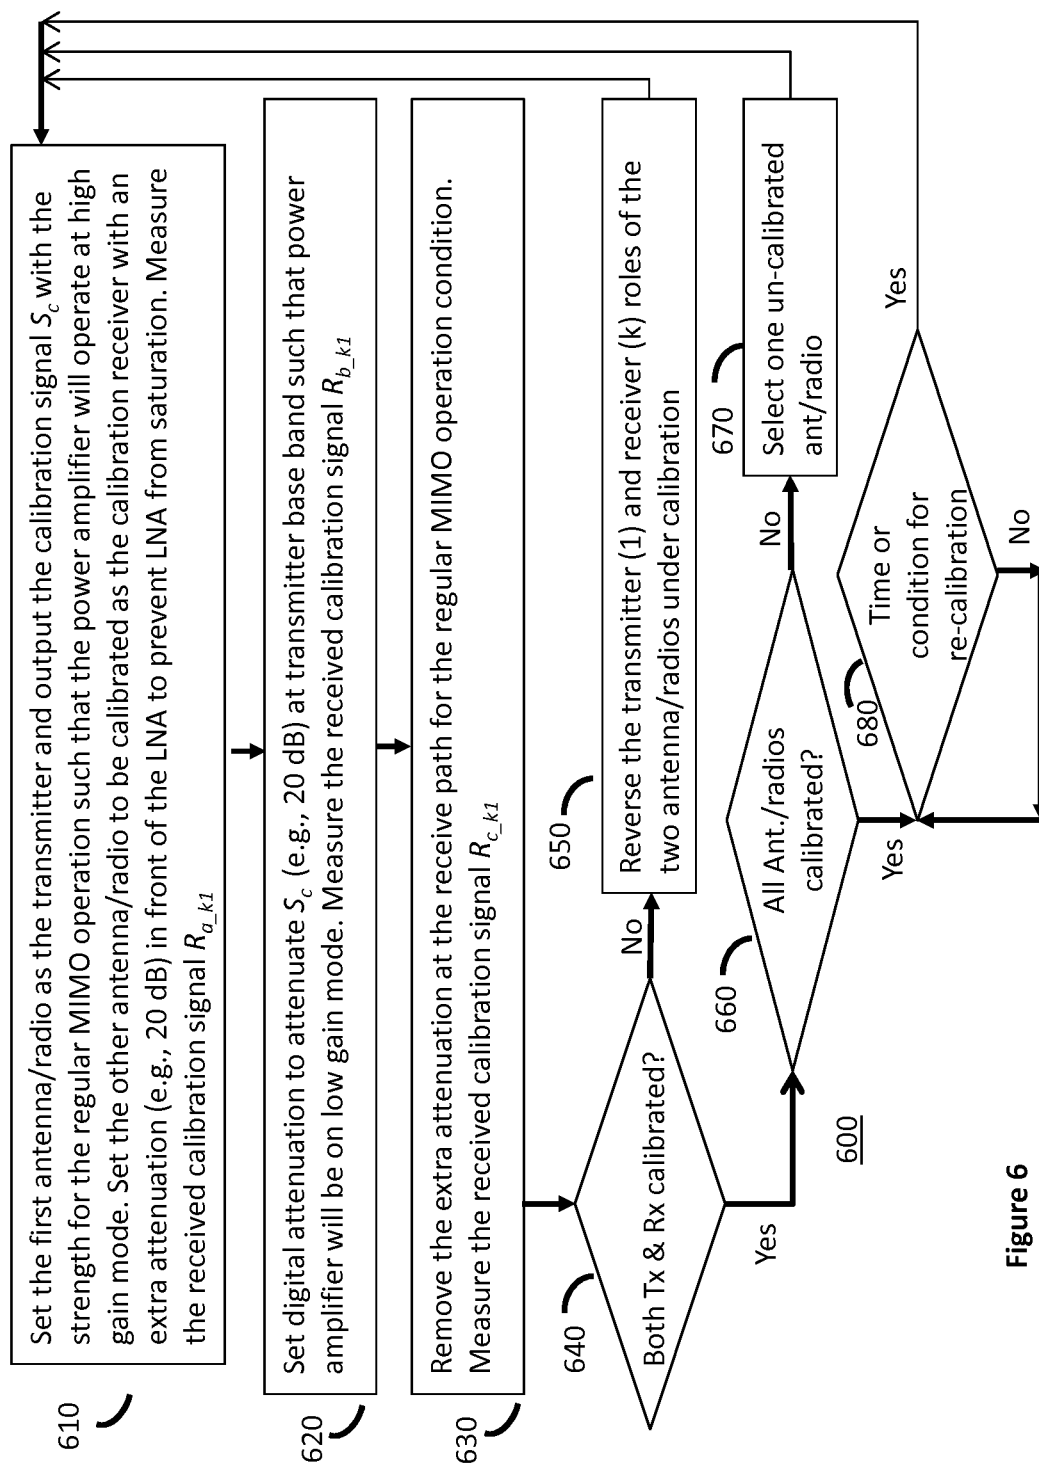 Set the first antenna/radio as the transmitter and output the calibration signal S_c with the
strength for the regular MIMO operation such that the power amplifier will operate at high
gain mode. Set the other antenna/radio to be calibrated as the calibration receiver with an
extra attenuation (e.g., 20 dB) in front of the LNA to prevent LNA from saturation. Measure
the received calibration signal R_a_k1
610
Set digital attenuation to attenuate S_c (e.g., 20 dB) at transmitter base band such that power
amplifier will be on low gain mode. Measure the received calibration signal R_b_k1
620
Remove the extra attenuation at the receive path for the regular MIMO operation condition.
Measure the received calibration signal R_c_k1
630
640
Both Tx & Rx calibrated?
No
Yes
650
Reverse the transmitter (1) and receiver (k) roles of the
two antenna/radios under calibration
660
All Ant./radios
calibrated?
No
Yes
670
Select one un-calibrated
ant/radio
680
Time or
condition for
re-calibration
Yes
No
600
Figure 6